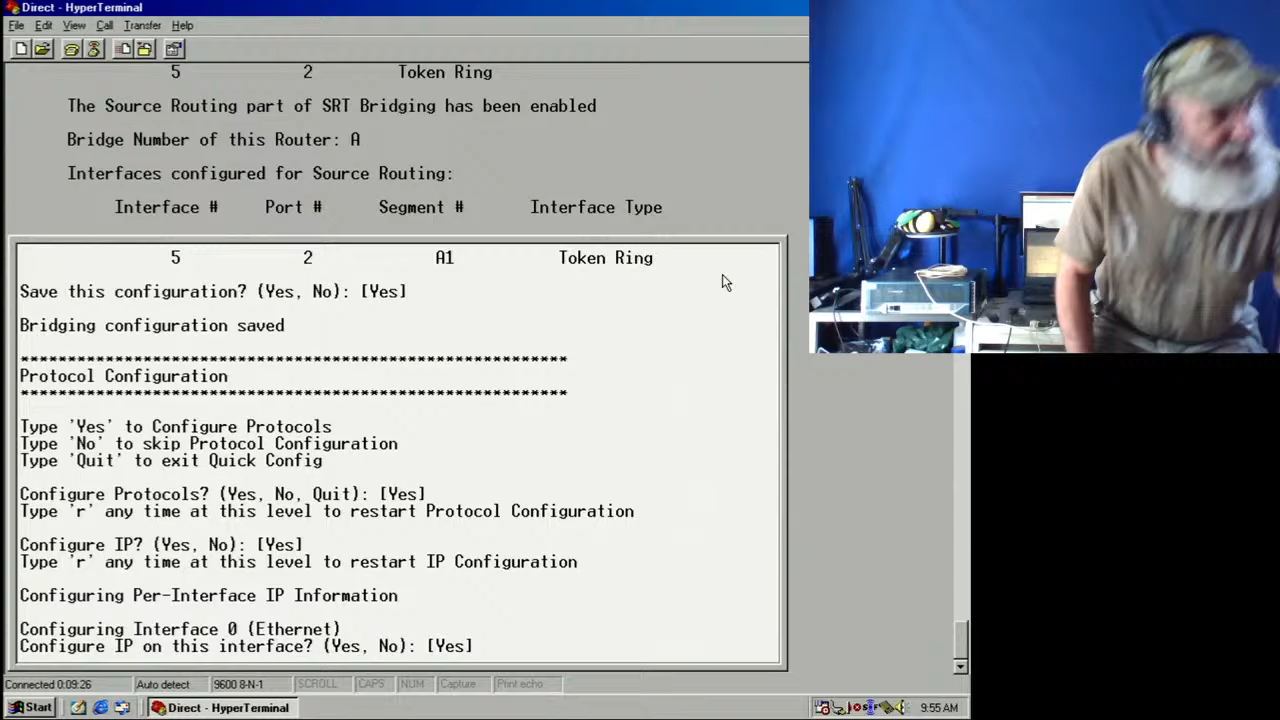 Direct - HyperTerminal
File Edit View Call Transfer Help
5 2 Token Ring
The Source Routing part of SRT Bridging has been enabled
Bridge Number of this Router: A
Interfaces configured for Source Routing:
Interface # Port # Segment # Interface Type
5 2 A1 Token Ring
Save this configuration? (Yes, No): [Yes]
Bridging configuration saved
**********************************************************
Protocol Configuration
**********************************************************
Type 'Yes' to Configure Protocols
Type 'No' to skip Protocol Configuration
Type 'Quit' to exit Quick Config
Configure Protocols? (Yes, No, Quit): [Yes]
Type 'r' any time at this level to restart Protocol Configuration
Configure IP? (Yes, No): [Yes]
Type 'r' any time at this level to restart IP Configuration
Configuring Per-Interface IP Information
Configuring Interface 0 (Ethernet)
Configure IP on this interface? (Yes, No): [Yes]
Connected 0:09:26 Auto detect 9600 8-N-1 SCROLL CAPS NUM Capture Print echo
Start Direct - HyperTerminal 9:55 AM